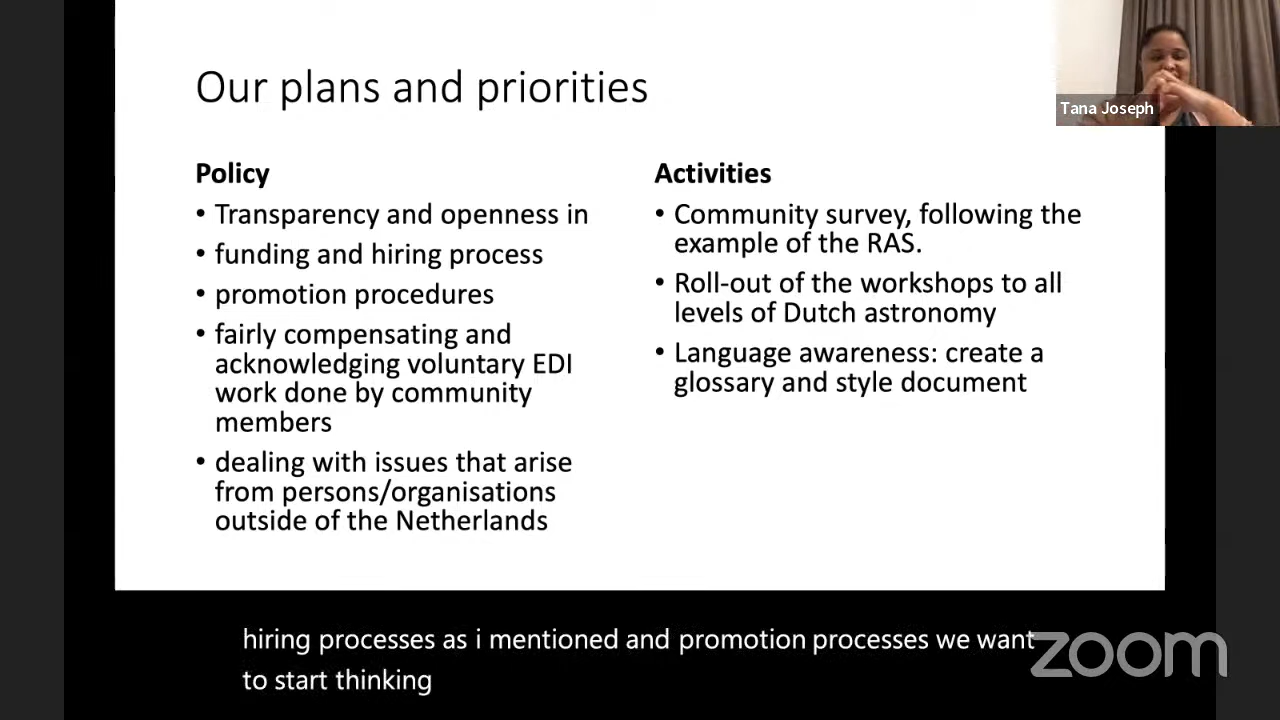 Our plans and priorities
Tana Joseph
Policy
• Transparency and openness in
• funding and hiring process
• promotion procedures
• fairly compensating and
acknowledging voluntary EDI
work done by community
members
• dealing with issues that arise
from persons/organisations
outside of the Netherlands
Activities
• Community survey, following the
example of the RAS.
• Roll-out of the workshops to all
levels of Dutch astronomy
• Language awareness: create a
glossary and style document
hiring processes as i mentioned and promotion processes we want
to start thinking
zoom